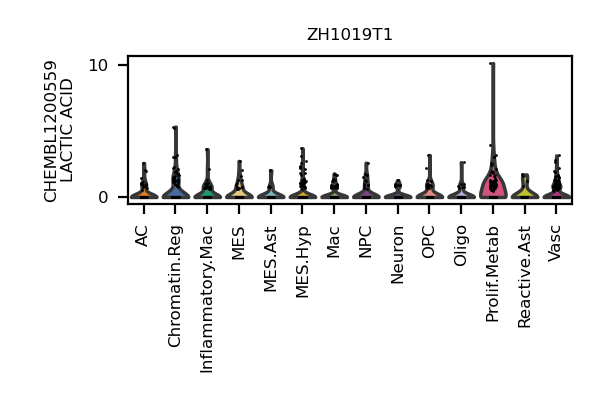 ZH1019T1
CHEMBL1200559
LACTIC ACID
10
0
AC
Chromatin.Reg
Inflammatory.Mac
MES
MES.Ast
MES.Hyp
Mac
NPC
Neuron
OPC
Oligo
Prolif.Metab
Reactive.Ast
Vasc